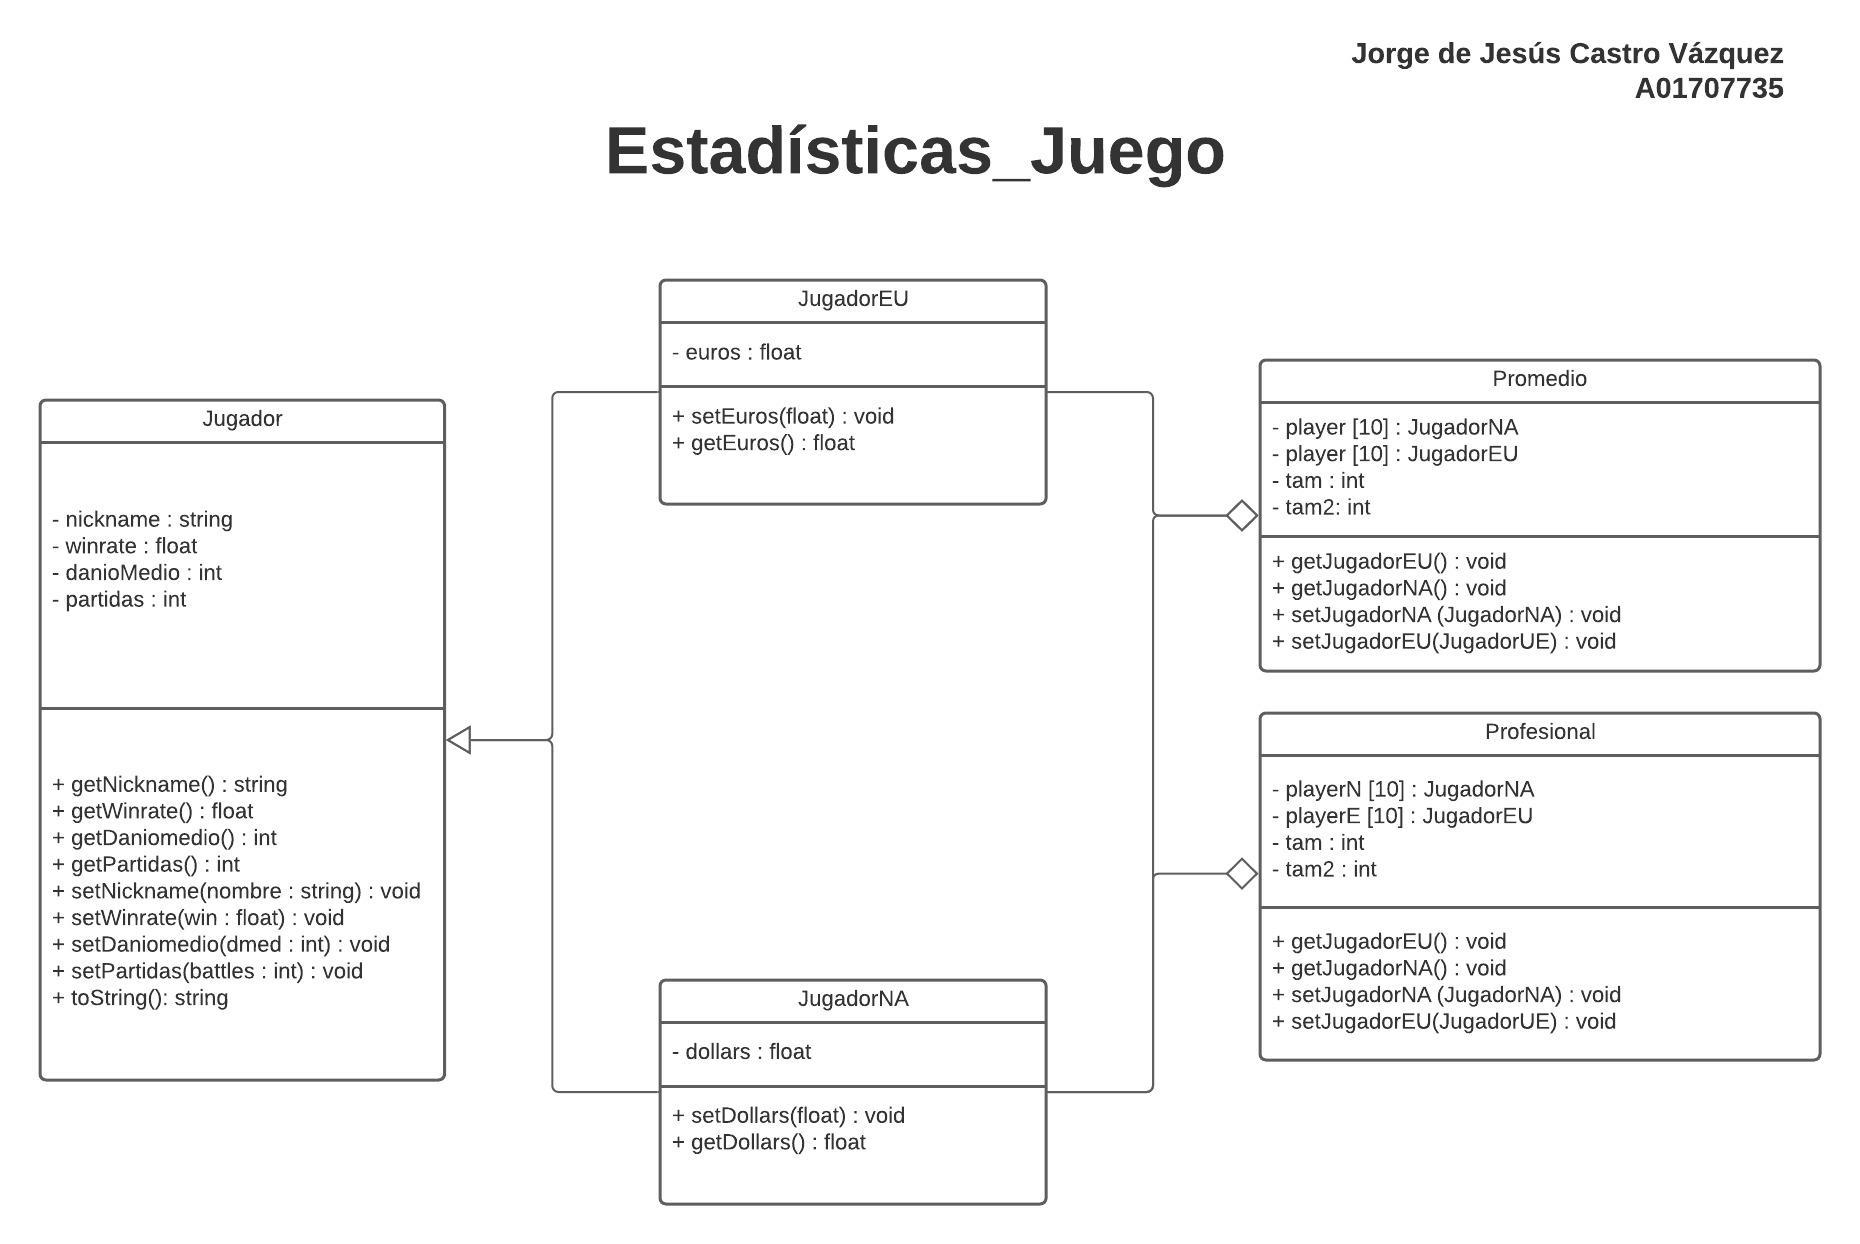 Jorge de Jesús Castro Vázquez
A01707735
Estadísticas_Juego
Jugador
- nickname : string
- winrate : float
- danioMedio : int
- partidas : int
+ getNickname() : string
+ getWinrate() : float
+ getDaniomedio() : int
+ getPartidas() : int
+ setNickname(nombre : string) : void
+ setWinrate(win : float) : void
+ setDaniomedio(dmed : int) : void
+ setPartidas(battles : int) : void
+ toString(): string
JugadorEU
- euros : float
+ setEuros(float) : void
+ getEuros() : float
JugadorNA
- dollars : float
+ setDollars(float) : void
+ getDollars() : float
Promedio
- player [10] : JugadorNA
- player [10] : JugadorEU
- tam : int
- tam2: int
+ getJugadorEU() : void
+ getJugadorNA() : void
+ setJugadorNA (JugadorNA) : void
+ setJugadorEU(JugadorUE) : void
Profesional
- playerN [10] : JugadorNA
- playerE [10] : JugadorEU
- tam : int
- tam2 : int
+ getJugadorEU() : void
+ getJugadorNA() : void
+ setJugadorNA (JugadorNA) : void
+ setJugadorEU(JugadorUE) : void